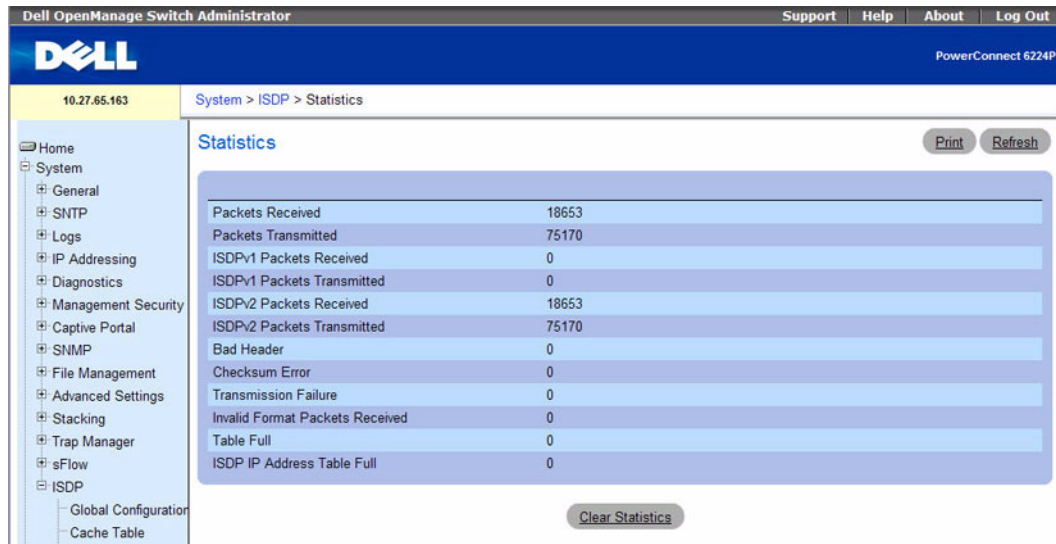 Dell OpenManage Switch Administrator Support Help About Log Out
DELL
PowerConnect 6224P
10.27.65.163
System > ISDP > Statistics
Home
System
General
SNTP
Logs
IP Addressing
Diagnostics
Management Security
Captive Portal
SNMP
File Management
Advanced Settings
Stacking
Trap Manager
sFlow
ISDP
Global Configuration
Cache Table
Statistics
Print Refresh
Packets Received 18653
Packets Transmitted 75170
ISDPv1 Packets Received 0
ISDPv1 Packets Transmitted 0
ISDPv2 Packets Received 18653
ISDPv2 Packets Transmitted 75170
Bad Header 0
Checksum Error 0
Transmission Failure 0
Invalid Format Packets Received 0
Table Full 0
ISDP IP Address Table Full 0
Clear Statistics